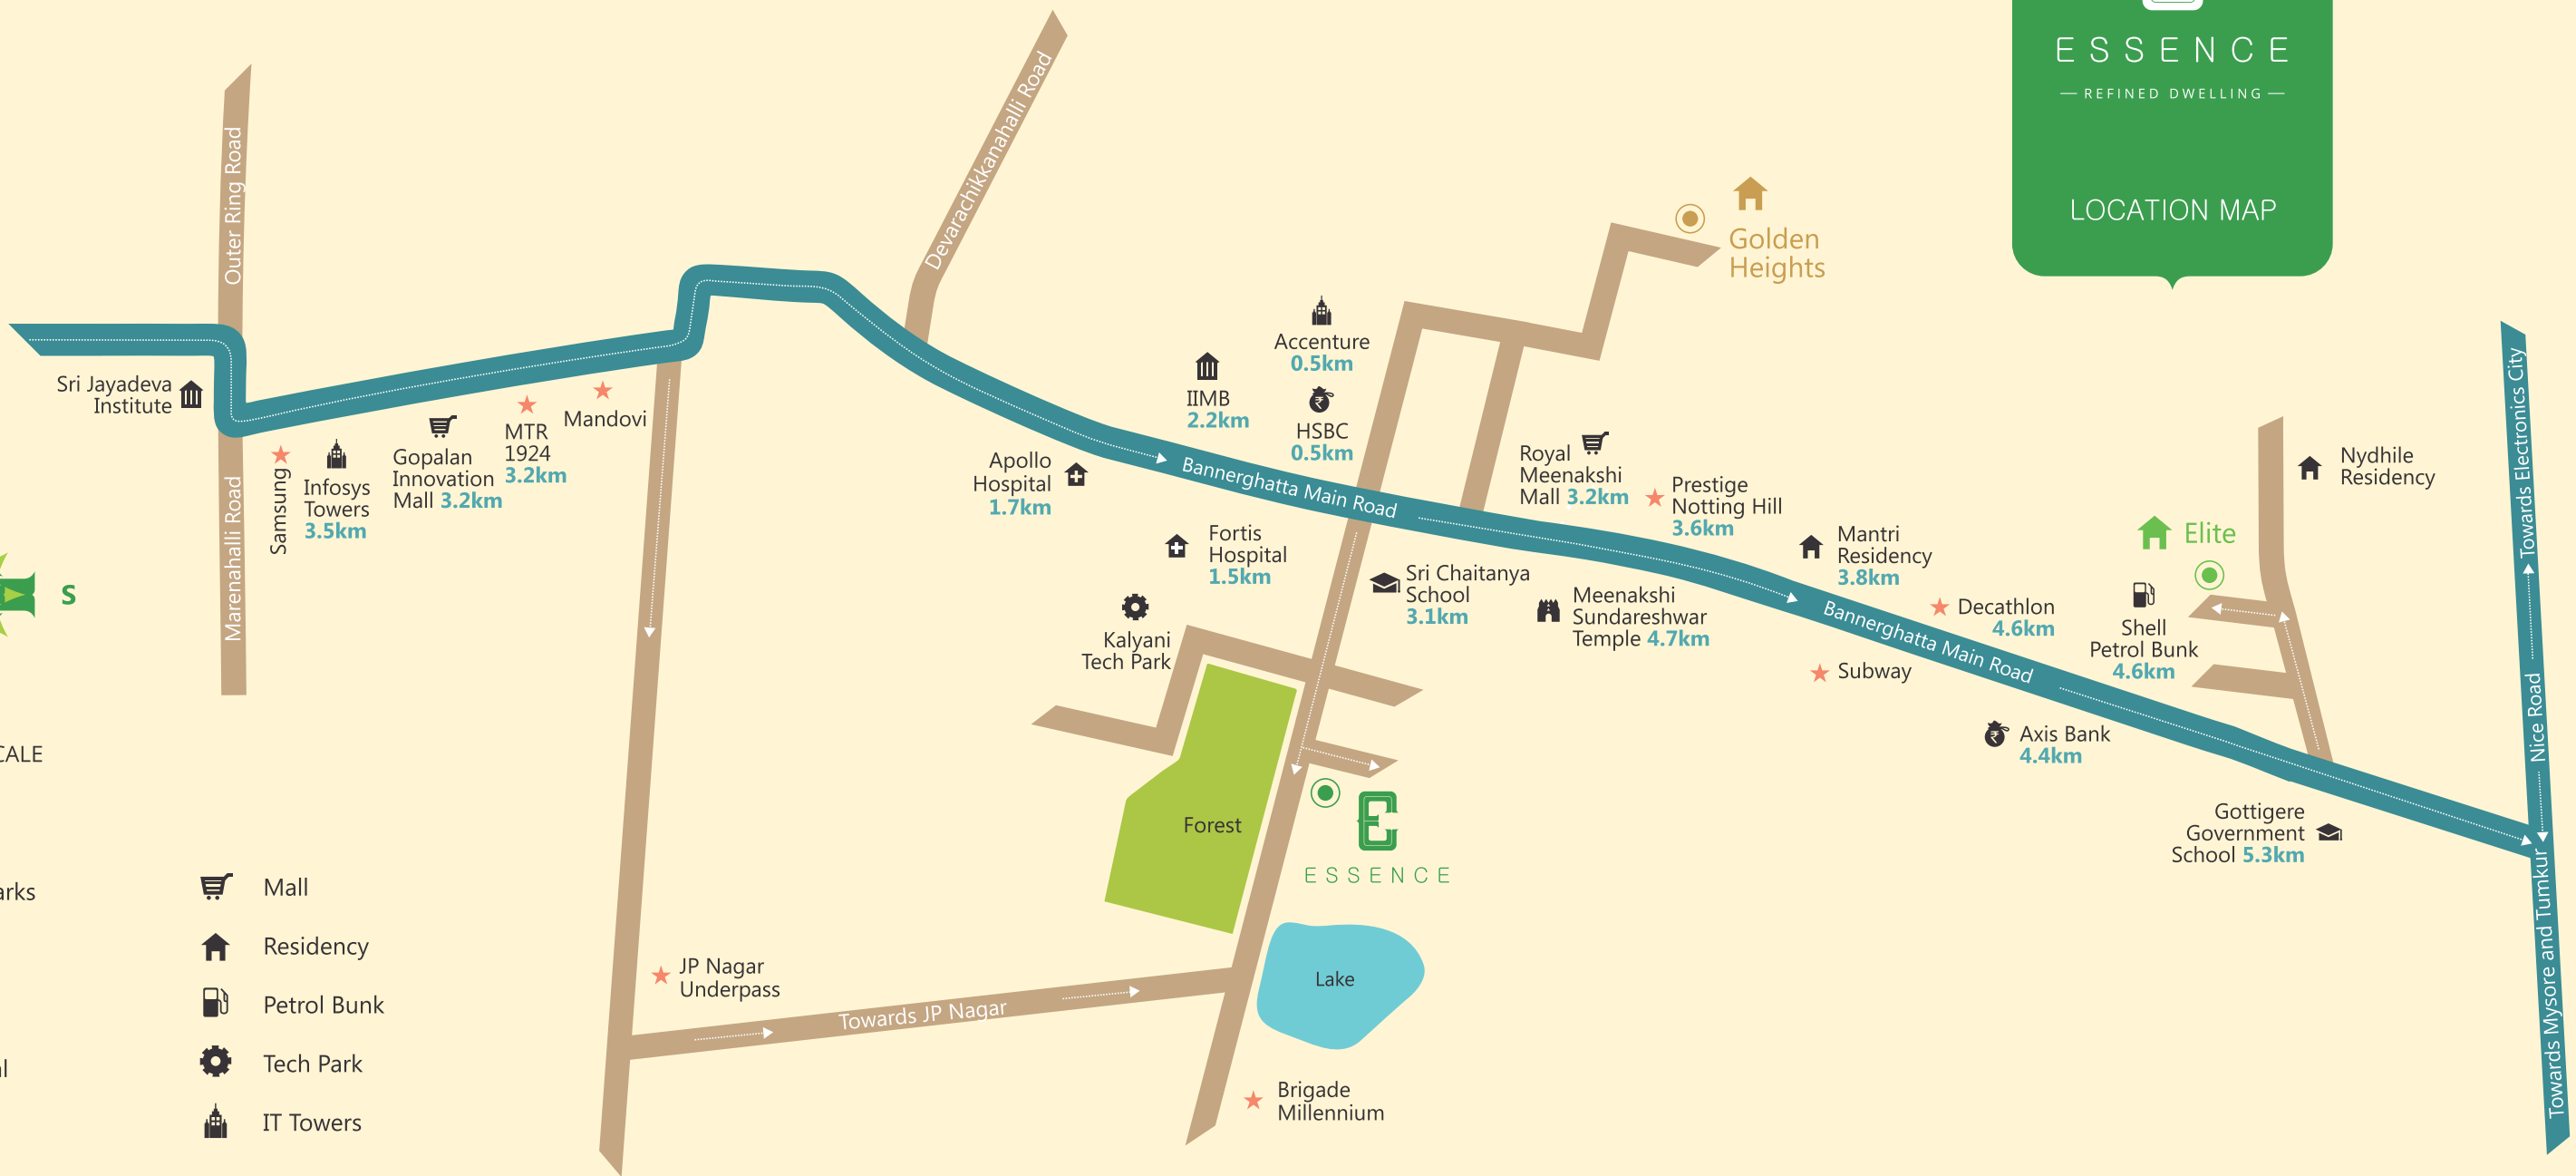 ESSENCE
REFINED DWELLING
LOCATION MAP
Outer Ring Road
Devarachikkanahalli Road
Golden
Heights
Accenture
0.5km
IIMB
2.2km
HSBC
0.5km
Sri Jayadeva
Institute
Marenahalli Road
Samsung
Infosys
Towers
3.5km
Gopalan
Innovation
Mall 3.2km
MTR
1924
3.2km
Mandovi
Apollo
Hospital
1.7km
Bannerghatta Main Road
Royal
Meenakshi
Mall 3.2km
Prestige
Notting Hill
3.6km
Fortis
Hospital
1.5km
Sri Chaitanya
School
3.1km
Meenakshi
Sundareshwar
Temple 4.7km
Mantri
Residency
3.8km
Bannerghatta Main Road
Decathlon
4.6km
Subway
Shell
Petrol Bunk
4.6km
Elite
Nydhile
Residency
Towards Electronics City
Nice Road
Towards Mysore and Tumkur
Axis Bank
4.4km
Gottigere
Government
School 5.3km
Kalyani
Tech Park
Forest
ESSENCE
Lake
JP Nagar
Underpass
Towards JP Nagar
Brigade
Millennium
S
CALE
arks
Mall
Residency
Petrol Bunk
Tech Park
IT Towers